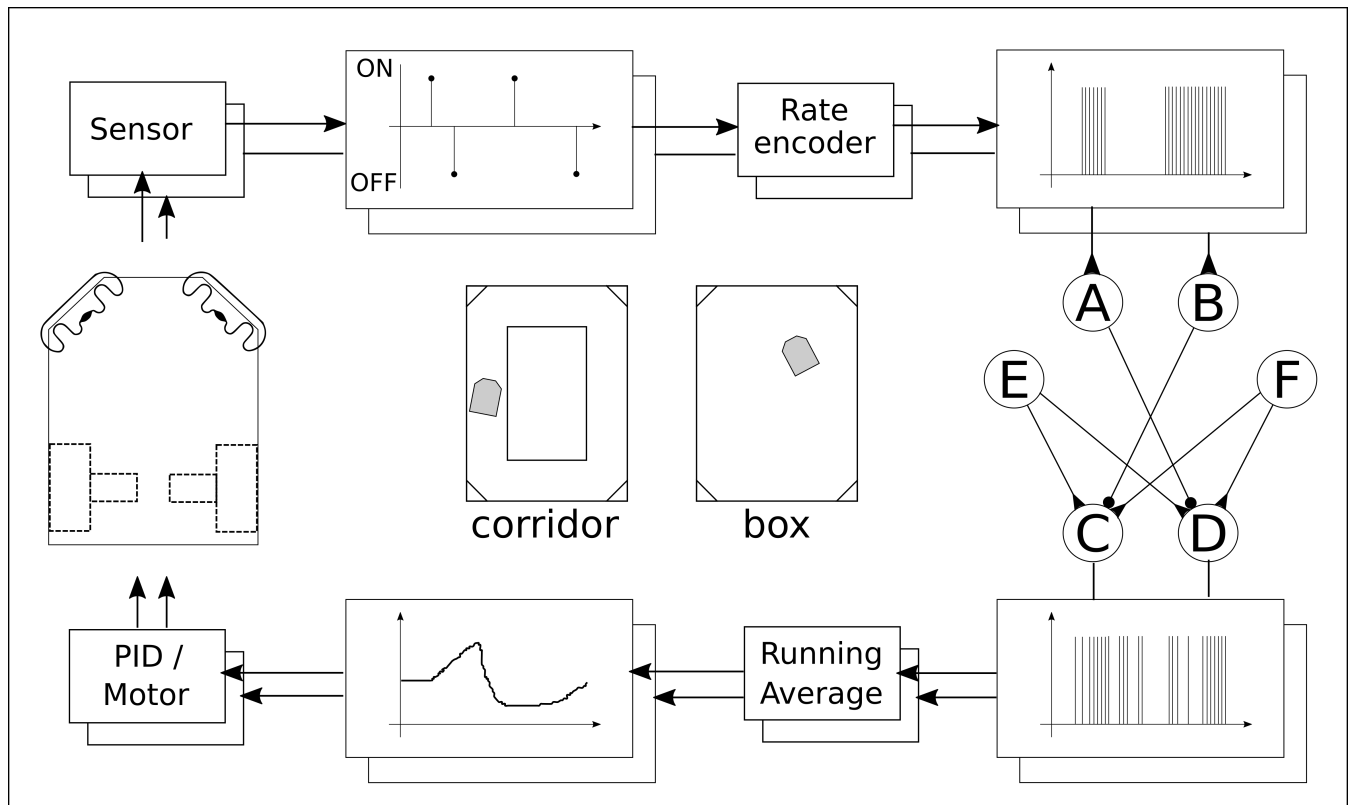 ON
Sensor
OFF
Rate
encoder
A
B
E
F
corridor
box
C
D
PID /
Motor
Running
Average